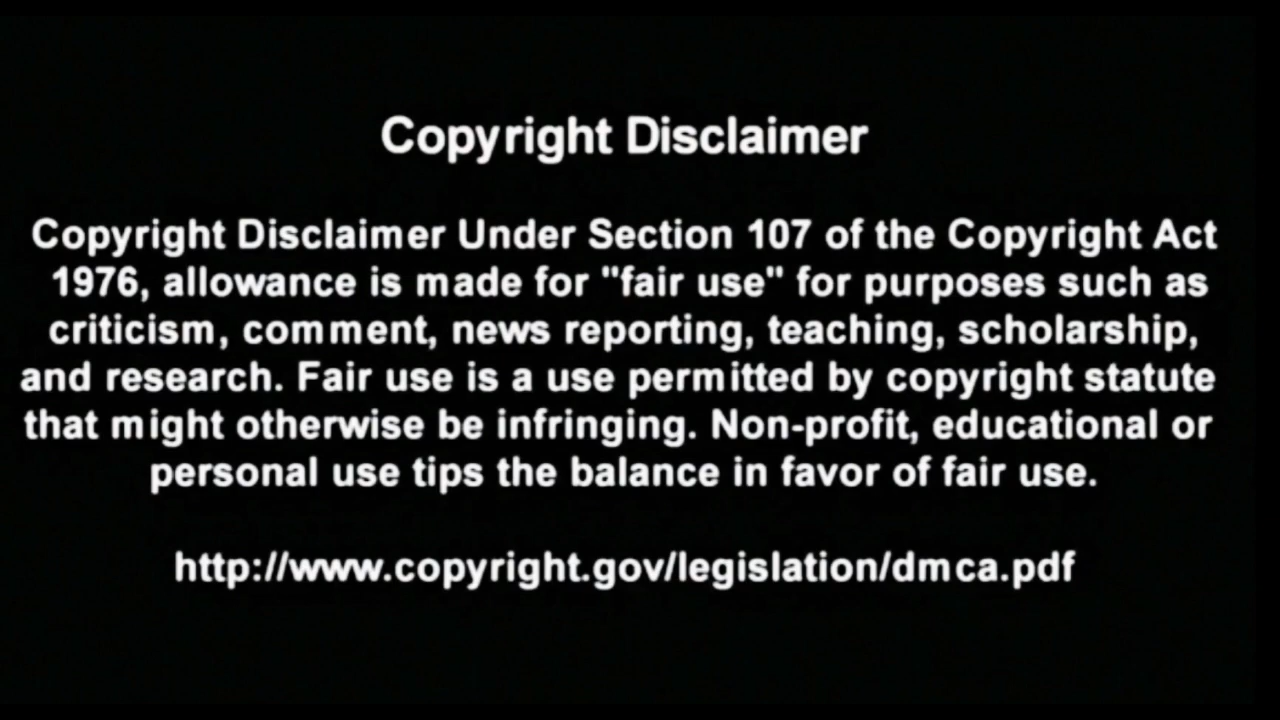 Copyright Disclaimer
Copyright Disclaimer Under Section 107 of the Copyright Act
1976, allowance is made for "fair use" for purposes such as
criticism, comment, news reporting, teaching, scholarship,
and research. Fair use is a use permitted by copyright statute
that might otherwise be infringing. Non-profit, educational or
personal use tips the balance in favor of fair use.
http://www.copyright.gov/legislation/dmca.pdf